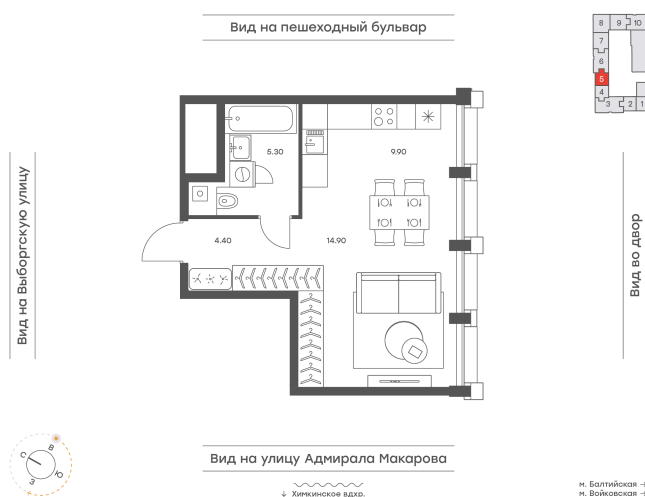 Вид на пешеходный бульвар
8 9 10
7
6
5
4
3 2 1
5.30
9.90
4.40
14.90
Вид на Выборгскую улицу
Вид во двор
Вид на улицу Адмирала Макарова
↓ Химкинское вдхр.
С В Ю З
м. Балтийская
м. Войковская